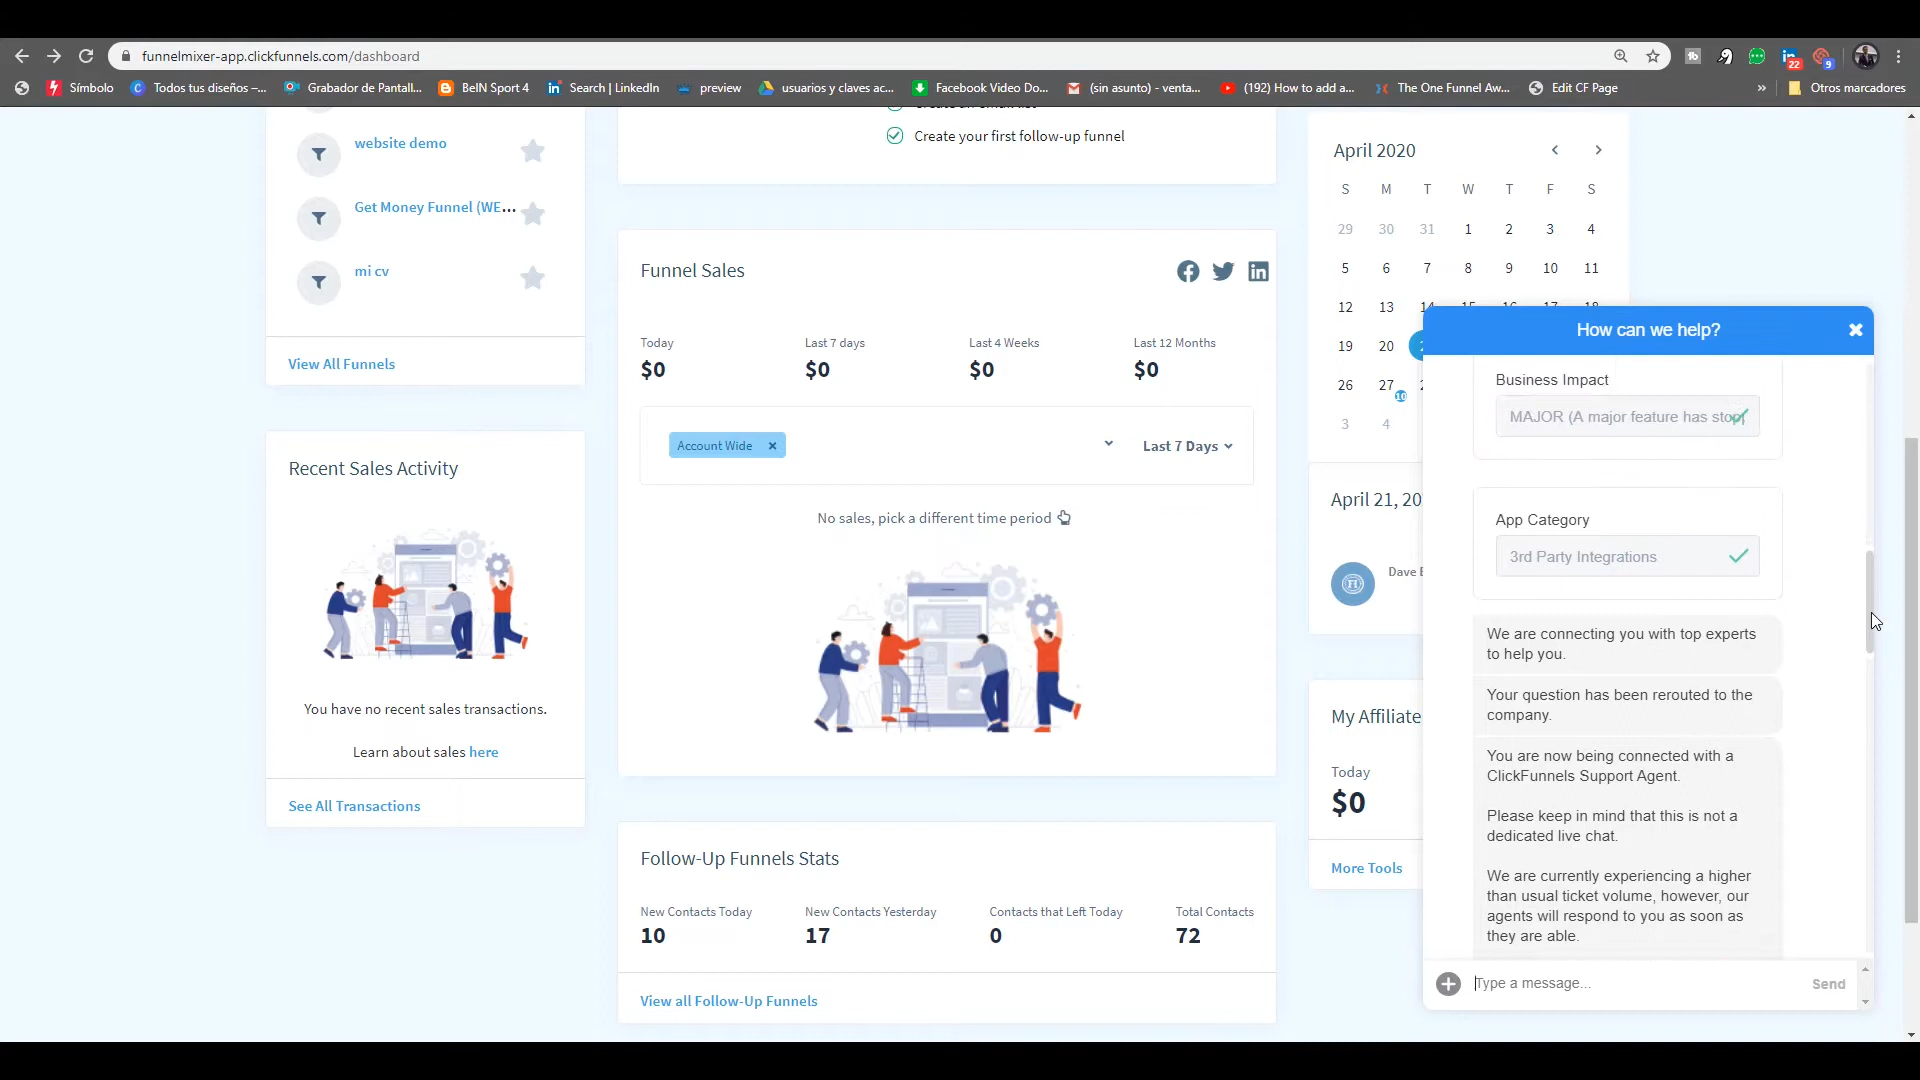 funnelmixer-app.clickfunnels.com/dashboard
22
9
Símbolo
Todos tus diseños –...
Grabador de Pantall...
BeIN Sport 4
Search | LinkedIn
preview
usuarios y claves ac...
Facebook Video Do...
(sin asunto) - venta...
(192) How to add a...
The One Funnel Aw...
Edit CF Page
»
Otros marcadores
website demo
Get Money Funnel (WE...
mi cv
View All Funnels
Recent Sales Activity
You have no recent sales transactions.
Learn about sales here
See All Transactions
Create your first follow-up funnel
Funnel Sales
Today
Last 7 days
Last 4 Weeks
Last 12 Months
$0
$0
$0
$0
Account Wide ×
Last 7 Days
No sales, pick a different time period
Follow-Up Funnels Stats
New Contacts Today
New Contacts Yesterday
Contacts that Left Today
Total Contacts
10
17
0
72
View all Follow-Up Funnels
April 2020
S M T W T F S
29 30 31 1 2 3 4
5 6 7 8 9 10 11
12 13 14 15 16 17 18
19 20
26 27
10
3 4
April 21, 20
Dave
My Affiliate
Today
$0
More Tools
How can we help?
Business Impact
MAJOR (A major feature has stop
App Category
3rd Party Integrations
We are connecting you with top experts
to help you.
Your question has been rerouted to the
company.
You are now being connected with a
ClickFunnels Support Agent.
Please keep in mind that this is not a
dedicated live chat.
We are currently experiencing a higher
than usual ticket volume, however, our
agents will respond to you as soon as
they are able.
Type a message...
Send